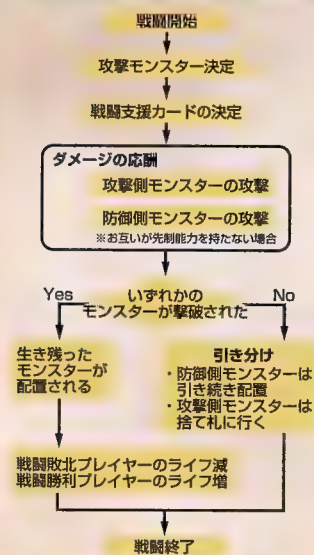 戦闘開始
攻撃モンスター決定
戦闘支援カードの決定
ダメージの応酬
攻撃側モンスターの攻撃
防御側モンスターの攻撃
※お互いが先制能力を持たない場合
Yes
いずれかの
モンスターが撃破された
No
生き残った
モンスターが
配置される
引き分け
・防御側モンスターは
引き続き配置
・攻撃側モンスターは
捨て札に行く
戦闘敗北プレイヤーのライフ減
戦闘勝利プレイヤーのライフ増
戦闘終了